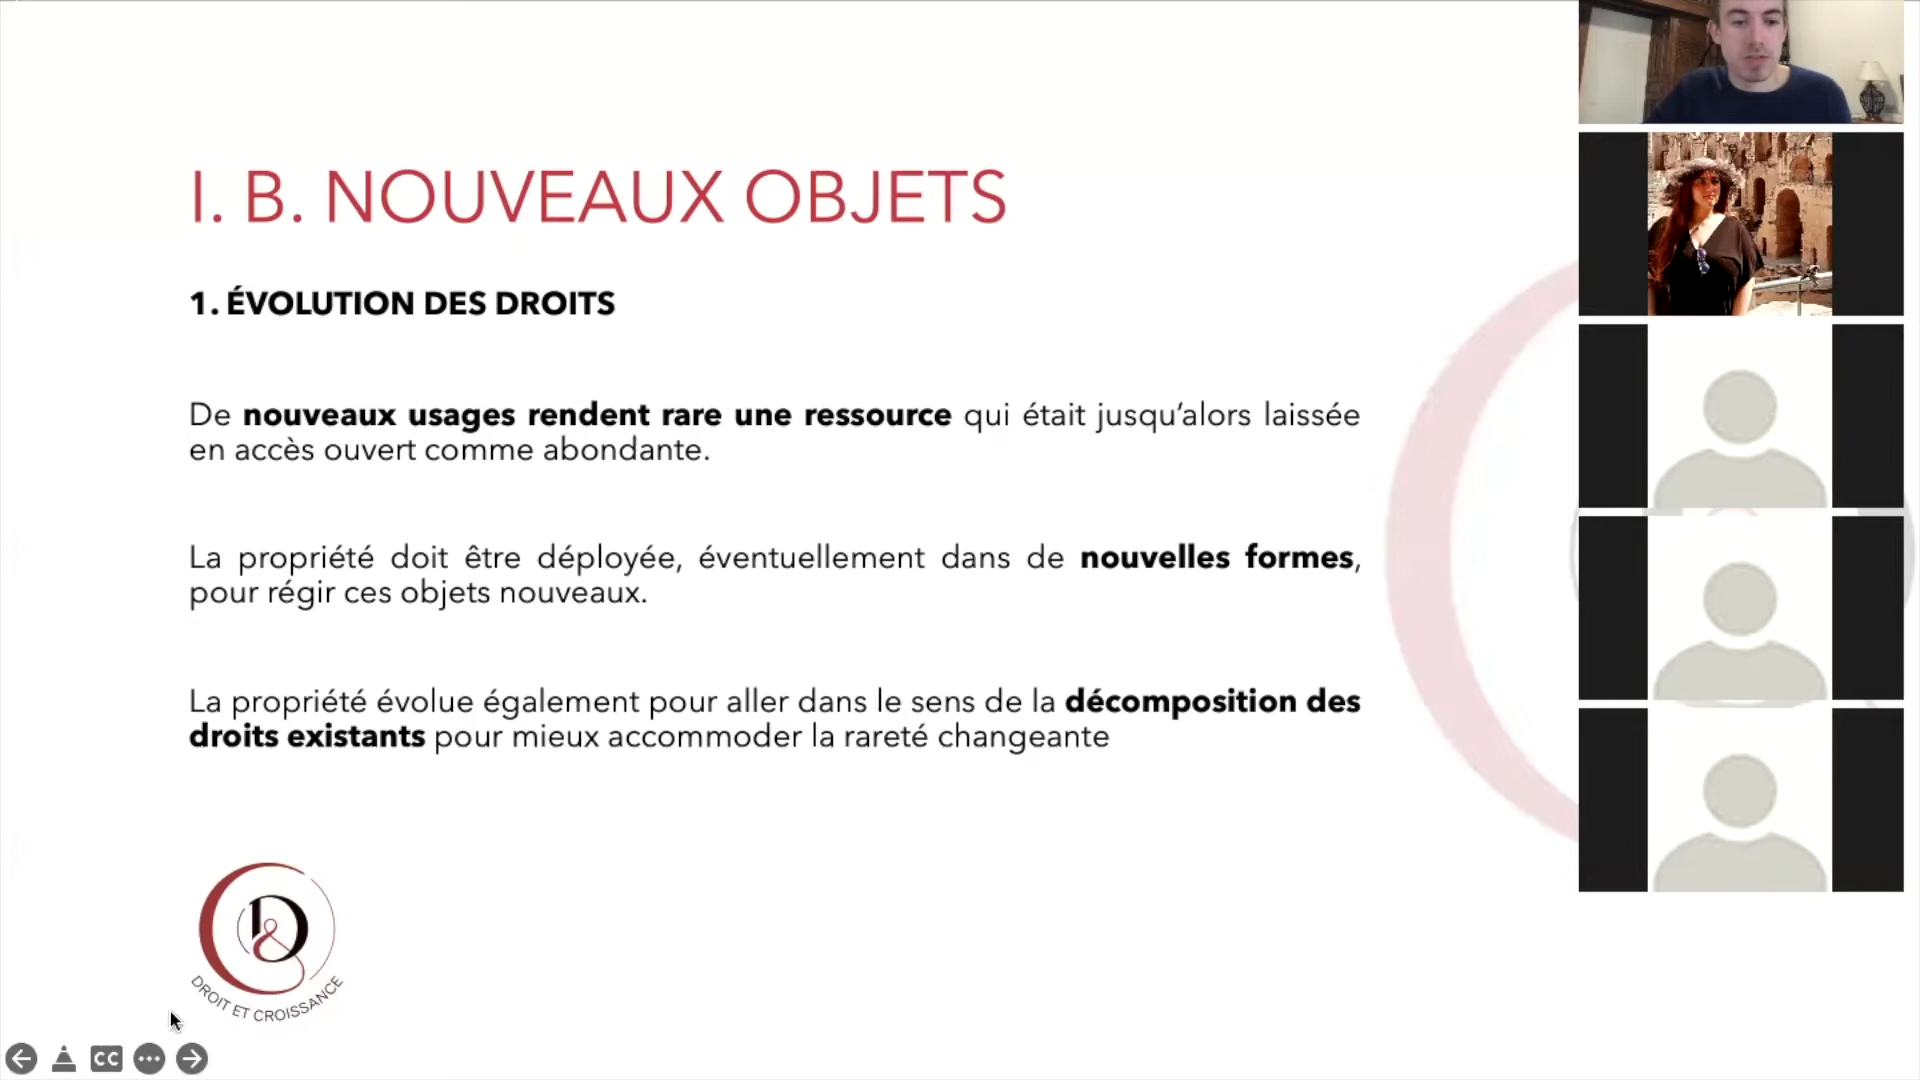 I. B. NOUVEAUX OBJETS
1. ÉVOLUTION DES DROITS
De nouveaux usages rendent rare une ressource qui était jusqu’alors laissée
en accès ouvert comme abondante.
La propriété doit être déployée, éventuellement dans de nouvelles formes,
pour régir ces objets nouveaux.
La propriété évolue également pour aller dans le sens de la décomposition des
droits existants pour mieux accommoder la rareté changeante
D&
DROIT ET CROISSANCE
CC